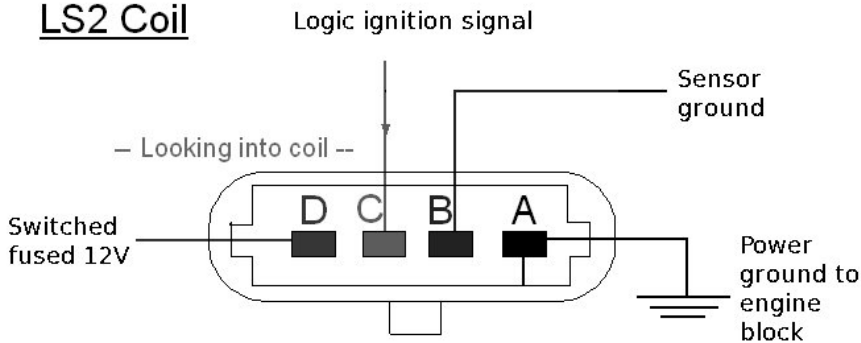 LS2 Coil
Logic ignition signal
Sensor
ground
-- Looking into coil --
D C B A
Switched
fused 12V
Power
ground to
engine
block